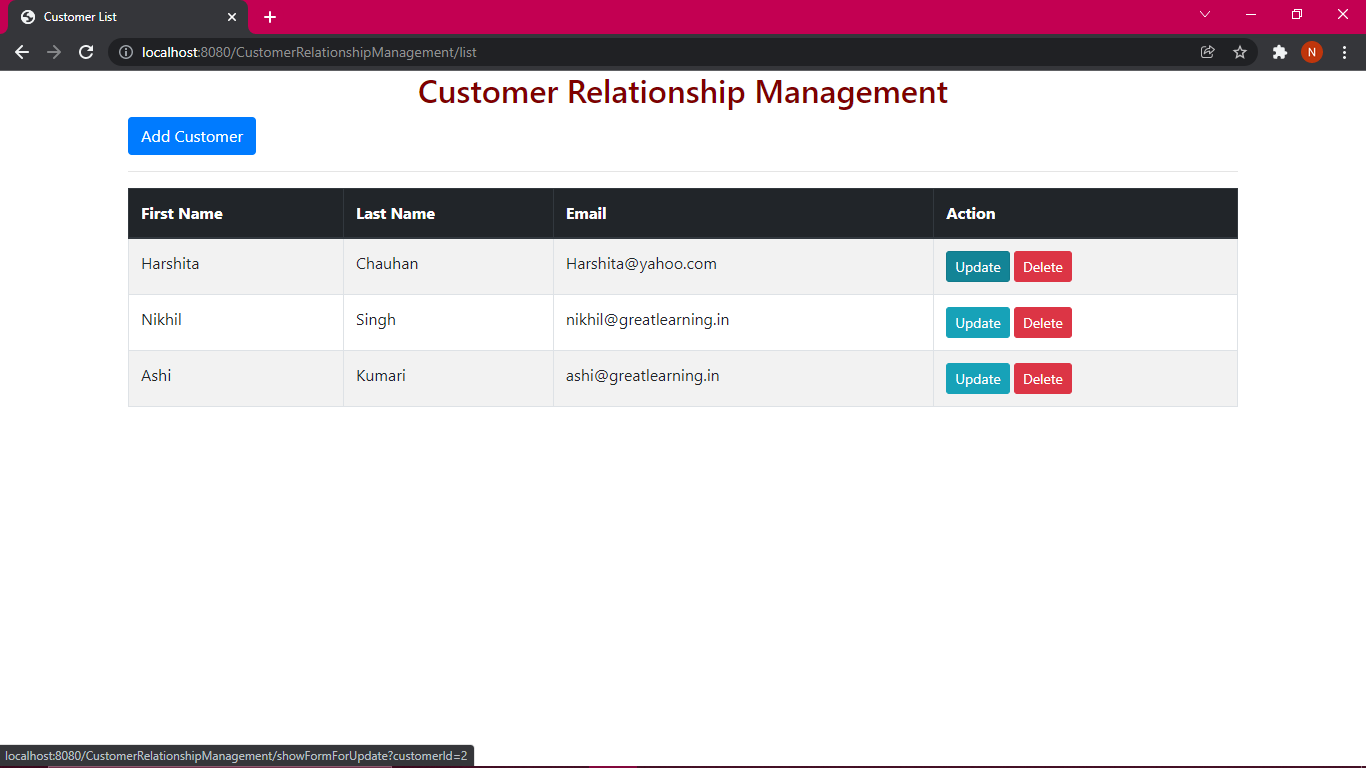 Customer List
localhost:8080/CustomerRelationshipManagement/list
N
Customer Relationship Management
Add Customer
First Name Last Name Email Action
Harshita Chauhan Harshita@yahoo.com Update Delete
Nikhil Singh nikhil@greatlearning.in Update Delete
Ashi Kumari ashi@greatlearning.in Update Delete
localhost:8080/CustomerRelationshipManagement/showFormForUpdate?customerId=2